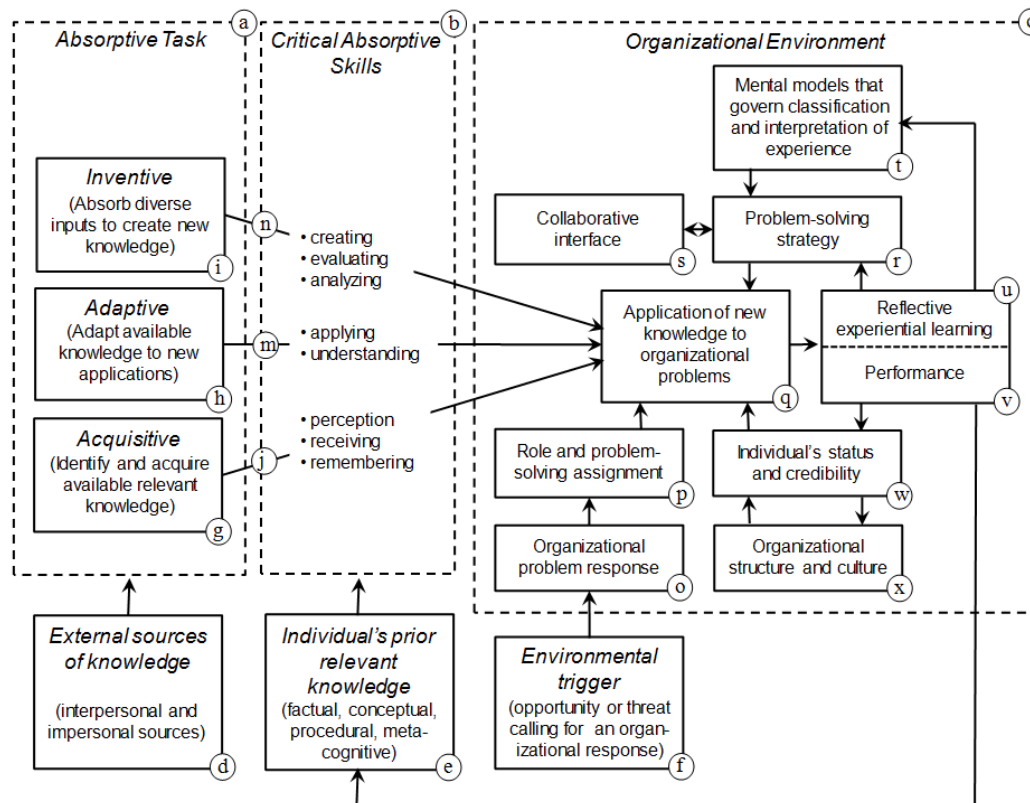 Absorptive Task
a
Critical Absorptive
Skills
b
Organizational Environment
c
Inventive
(Absorb diverse
inputs to create new
knowledge)
i
n
Adaptive
(Adapt available
knowledge to new
applications)
h
m
Acquisitive
(Identify and acquire
available relevant
knowledge)
g
j
• creating
• evaluating
• analyzing
• applying
• understanding
• perception
• receiving
• remembering
Mental models that
govern classification
and interpretation of
experience
t
Collaborative
interface
s
Problem-solving
strategy
r
Application of new
knowledge to
organizational
problems
q
u
Reflective
experiential learning
Performance
v
Role and problem-
solving assignment
p
Individual's status
and credibility
w
Organizational
problem response
o
Organizational
structure and culture
x
External sources
of knowledge
(interpersonal and
impersonal sources)
d
Individual's prior
relevant
knowledge
(factual, conceptual,
procedural, meta-
cognitive)
e
Environmental
trigger
(opportunity or threat
calling for an organ-
izational response)
f